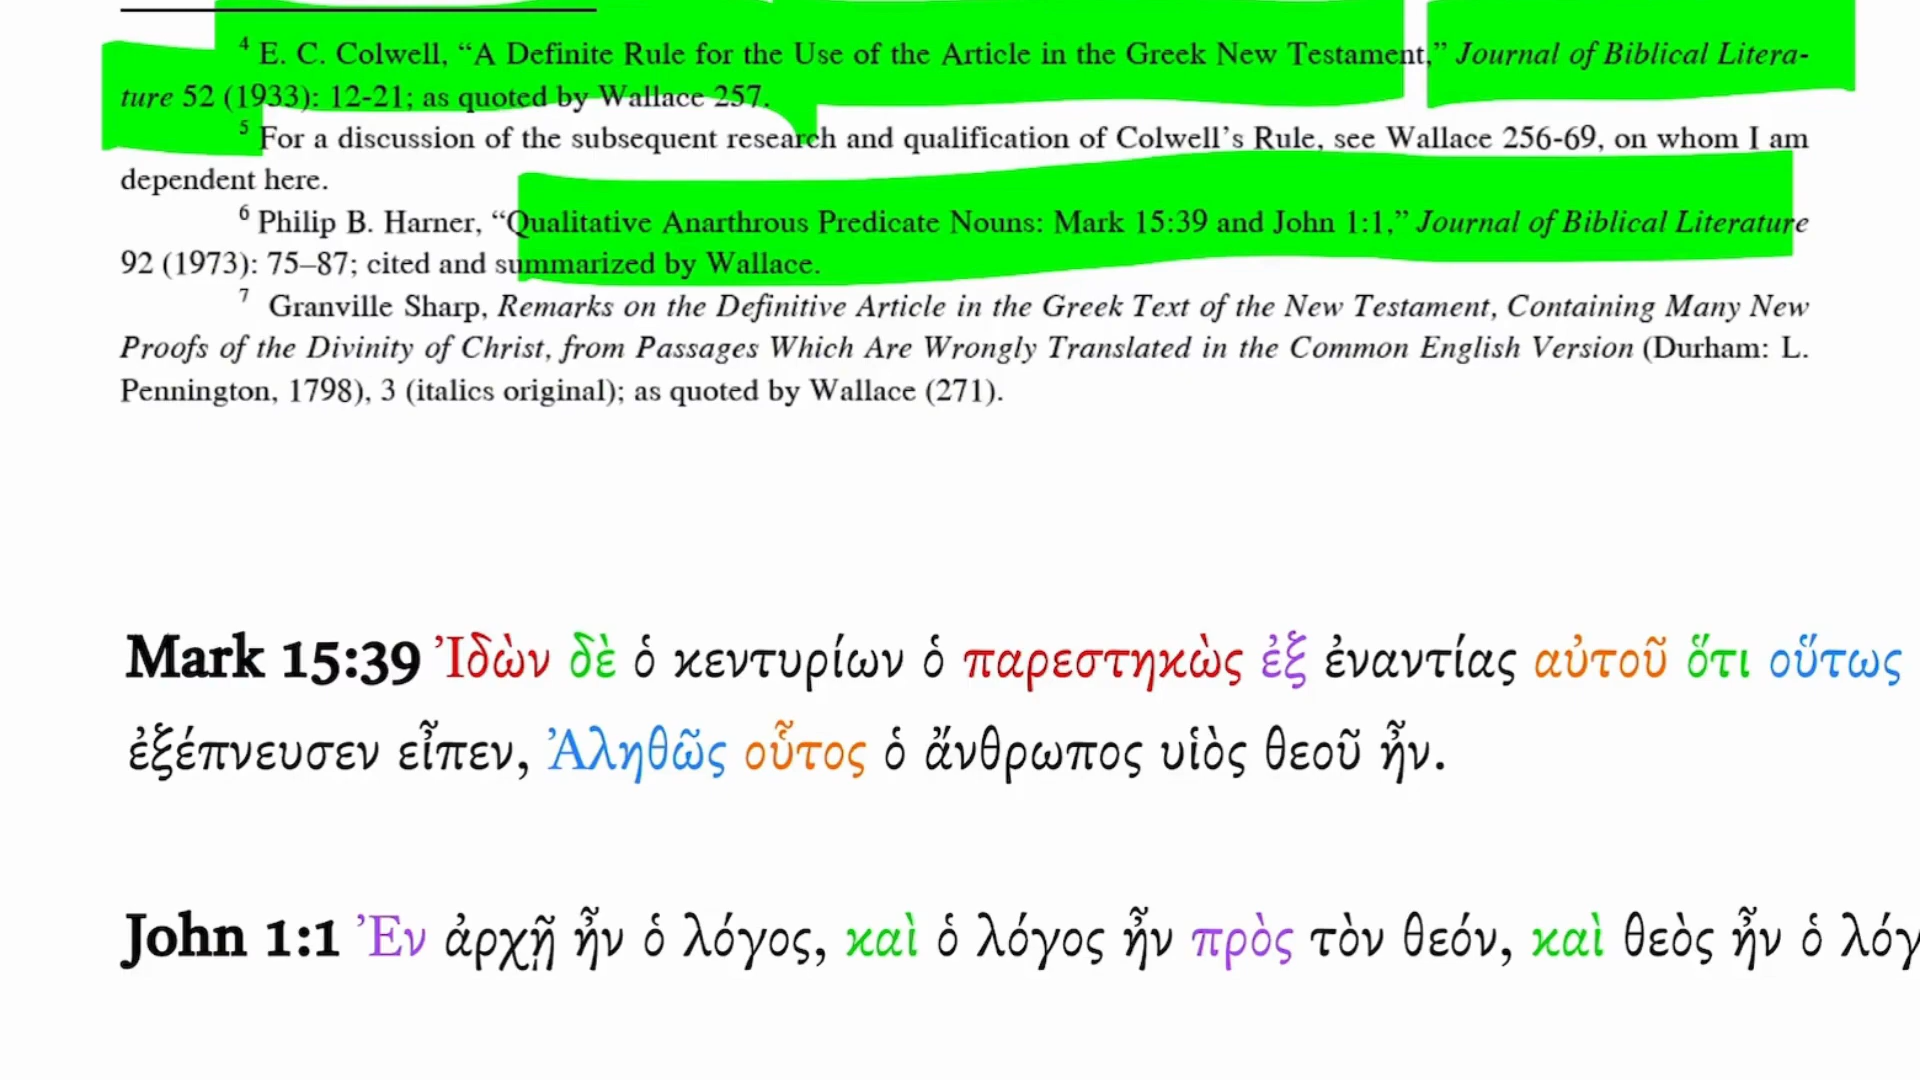 4 E. C. Colwell, “A Definite Rule for the Use of the Article in the Greek New Testament,” Journal of Biblical Litera-
ture 52 (1933): 12-21; as quoted by Wallace 257.
5 For a discussion of the subsequent research and qualification of Colwell’s Rule, see Wallace 256-69, on whom I am
dependent here.
6 Philip B. Harner, “Qualitative Anarthrous Predicate Nouns: Mark 15:39 and John 1:1,” Journal of Biblical Literature
92 (1973): 75–87; cited and summarized by Wallace.
7 Granville Sharp, Remarks on the Definitive Article in the Greek Text of the New Testament, Containing Many New
Proofs of the Divinity of Christ, from Passages Which Are Wrongly Translated in the Common English Version (Durham: L.
Pennington, 1798), 3 (italics original); as quoted by Wallace (271).
Mark 15:39 Ἰδὼν δὲ ὁ κεντυρίων ὁ παρεστηκὼς ἐξ ἐναντίας αὐτοῦ ὅτι οὕτως
ἐξέπνευσεν εἶπεν, Ἀληθῶς οὗτος ὁ ἄνθρωπος υἱὸς θεοῦ ἦν.
John 1:1 Ἐν ἀρχῇ ἦν ὁ λόγος, καὶ ὁ λόγος ἦν πρὸς τὸν θεόν, καὶ θεὸς ἦν ὁ λόγ